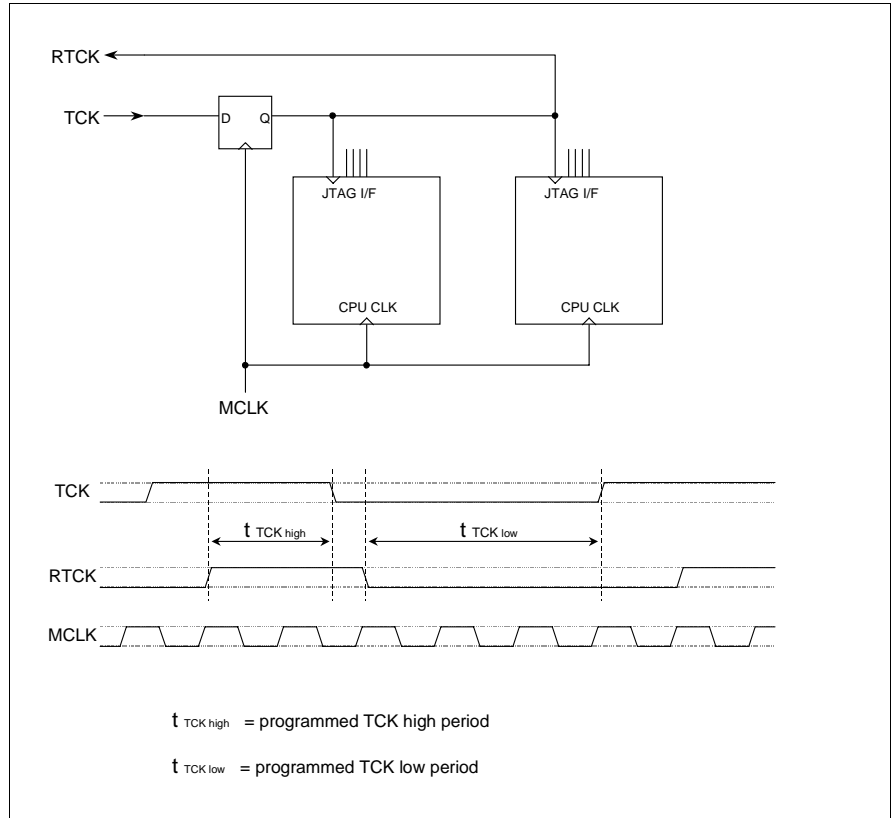 RTCK
TCK
D Q
JTAG I/F JTAG I/F
CPU CLK CPU CLK
MCLK
TCK
t TCK high t TCK low
RTCK
MCLK
t TCK high = programmed TCK high period
t TCK low = programmed TCK low period